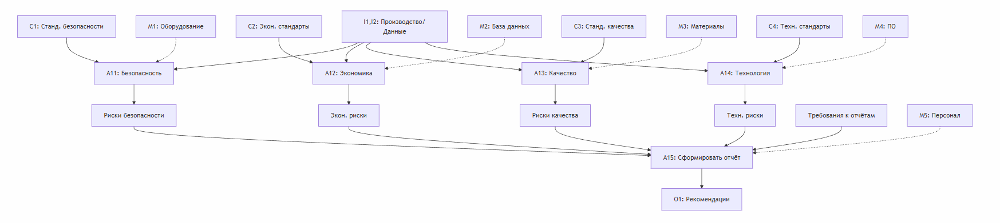 C1: Станд. безопасности
M1: Оборудование
C2: Экон. стандарты
I1,I2: Производство/
Данные
M2: База данных
C3: Станд. качества
M3: Материалы
C4: Техн. стандарты
M4: ПО
A11: Безопасность
A12: Экономика
A13: Качество
A14: Технология
Риски безопасности
Экон. риски
Риски качества
Техн. риски
Требования к отчётам
M5: Персонал
A15: Сформировать отчёт
O1: Рекомендации